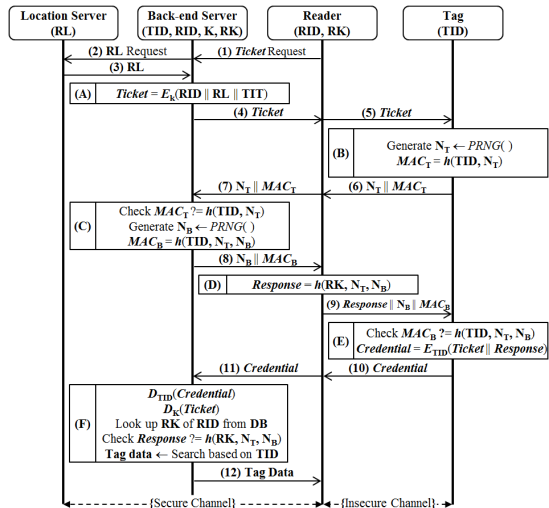 Location Server (RL)
Back-end Server (TID, RID, K, RK)
Reader (RID, RK)
Tag (TID)
(2) RL Request
(1) Ticket Request
(3) RL
(A) Ticket = Ek(RID || RL || TIT)
(4) Ticket
(5) Ticket
(B)
Generate NT ← PRNG( )
MACT = h(TID, NT)
(7) NT || MACT
(6) NT || MACT
(C)
Check MACT ?= h(TID, NT)
Generate NB ← PRNG( )
MACB = h(TID, NT, NB)
(8) NB || MACB
(D) Response = h(RK, NT, NB)
(9) Response || NB || MACB
(E)
Check MACB ?= h(TID, NT, NB)
Credential = ETID(Ticket || Response)
(11) Credential
(10) Credential
(F)
DTID(Credential)
DK(Ticket)
Look up RK of RID from DB
Check Response ?= h(RK, NT, NB)
Tag data ← Search based on TID
(12) Tag Data
{Secure Channel}
{Insecure Channel}